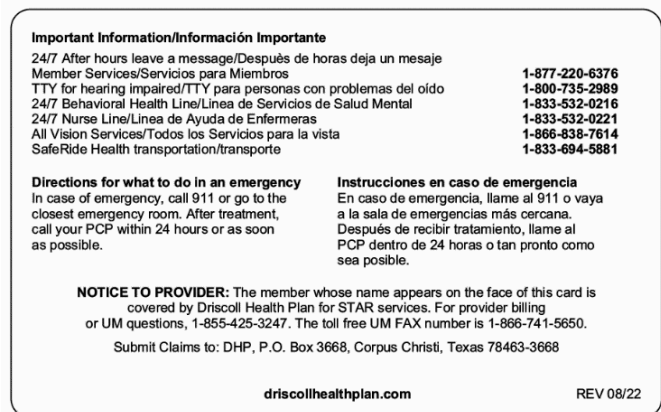 Important Information/Información Importante
24/7 After hours leave a message/Despuès de horas deja un mesaje
Member Services/Servicios para Miembros 1-877-220-6376
TTY for hearing impaired/TTY para personas con problemas del oído 1-800-735-2989
24/7 Behavioral Health Line/Linea de Servicios de Salud Mental 1-833-532-0216
24/7 Nurse Line/Linea de Ayuda de Enfermeras 1-833-532-0221
All Vision Services/Todos los Servicios para la vista 1-866-838-7614
SafeRide Health transportation/transporte 1-833-694-5881
Directions for what to do in an emergency
In case of emergency, call 911 or go to the
closest emergency room. After treatment,
call your PCP within 24 hours or as soon
as possible.
Instrucciones en caso de emergencia
En caso de emergencia, llame al 911 o vaya
a la sala de emergencias más cercana.
Después de recibir tratamiento, llame al
PCP dentro de 24 horas o tan pronto como
sea posible.
NOTICE TO PROVIDER: The member whose name appears on the face of this card is
covered by Driscoll Health Plan for STAR services. For provider billing
or UM questions, 1-855-425-3247. The toll free UM FAX number is 1-866-741-5650.
Submit Claims to: DHP, P.O. Box 3668, Corpus Christi, Texas 78463-3668
driscollhealthplan.com REV 08/22